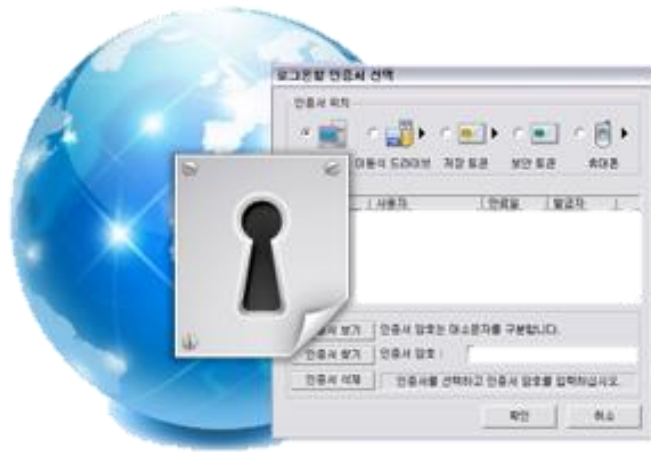 로그온할 인증서 선택
인증서 위치
이동식 드라이브 저장 토큰 보안 토큰 휴대폰
사용자 만료일 발급자
보기 인증서 암호는 대소문자를 구분합니다.
인증서 찾기 인증서 암호 :
인증서 삭제 인증서를 선택하고 인증서 암호를 입력하십시오.
확인 취소